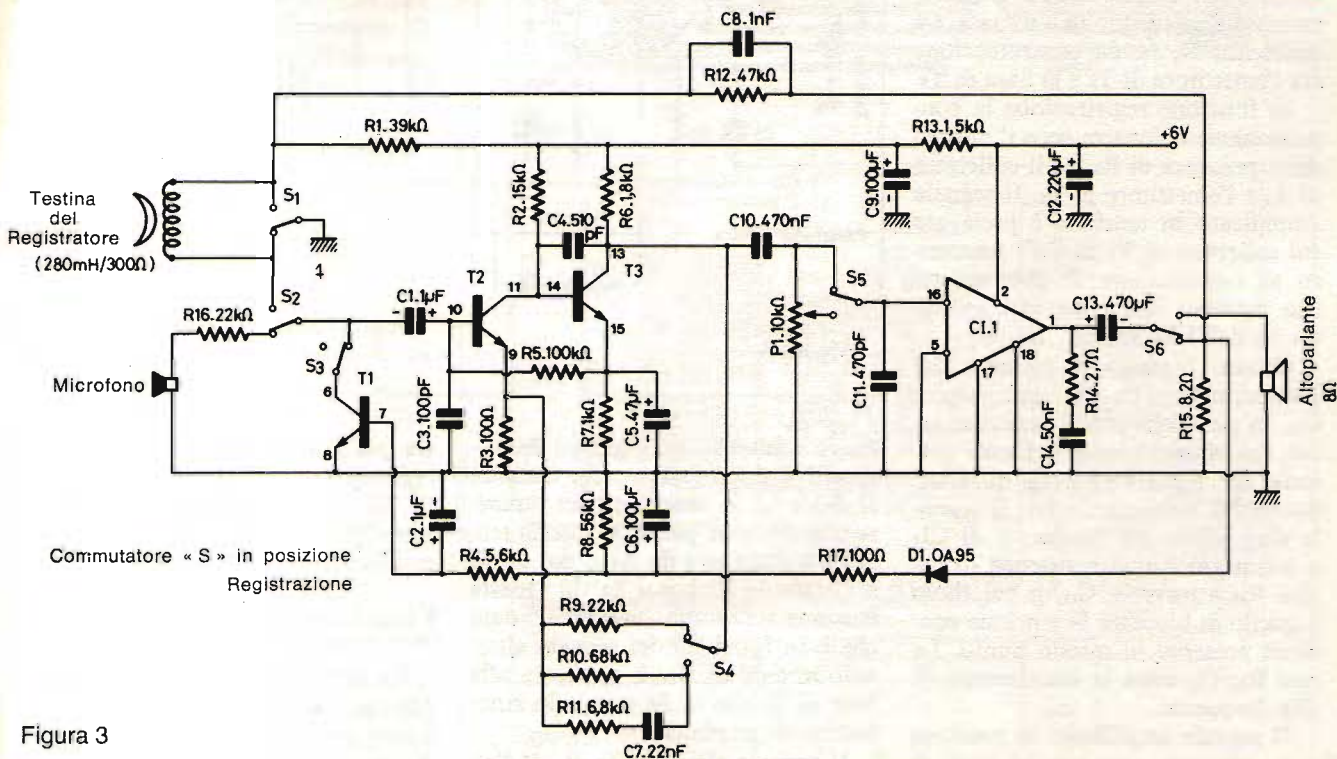 C8.1nF
R12.47kΩ
R1.39kΩ
R13.1,5kΩ
+6V
Testina
del
Registratore
(280mH/300Ω)
S1
1
R2.15kΩ
R6.1,8kΩ
C4.510
pF
C9.100µF
+
-
C12.220µF
+
-
C10.470nF
13
S2
R16.22kΩ
C1.1µF
-
+
T2
T3
10
11
14
15
9
S5
16
2
P1.10kΩ
CI.1
1
C13.470µF
+
-
S6
Microfono
S3
6
T1
7
8
C3.100pF
R5.100kΩ
R3.100Ω
R7.1kΩ
C5.47µF
+
-
C11.470pF
5
17
18
R14.2,7Ω
C14.50nF
R15.8,2Ω
Altoparlante
8Ω
C2.1µF
-
+
R8.56kΩ
C6.100µF
-
+
Commutatore « S » in posizione
Registrazione
R4.5,6kΩ
R17.100Ω
D1.OA95
R9.22kΩ
R10.68kΩ
R11.6,8kΩ
S4
C7.22nF
Figura 3